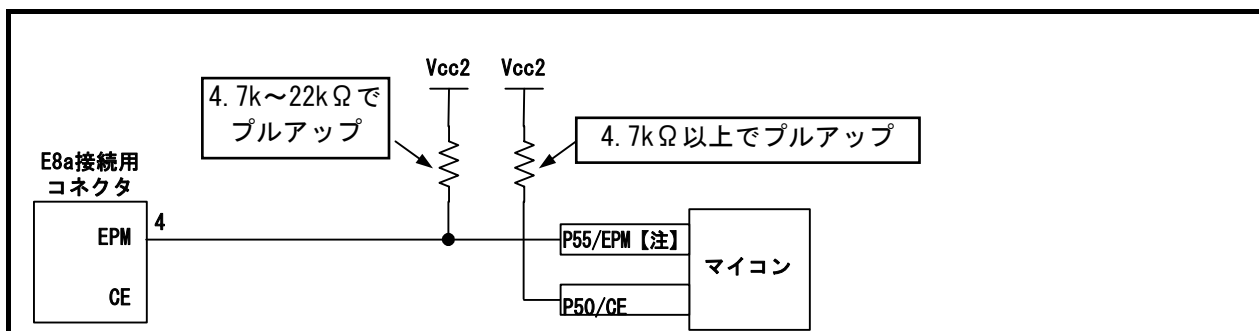 Vcc2 Vcc2
4.7k～22kΩで
プルアップ
4.7kΩ以上でプルアップ
E8a接続用
コネクタ
4
EPM
P55/EPM【注】
マイコン
CE
P50/CE